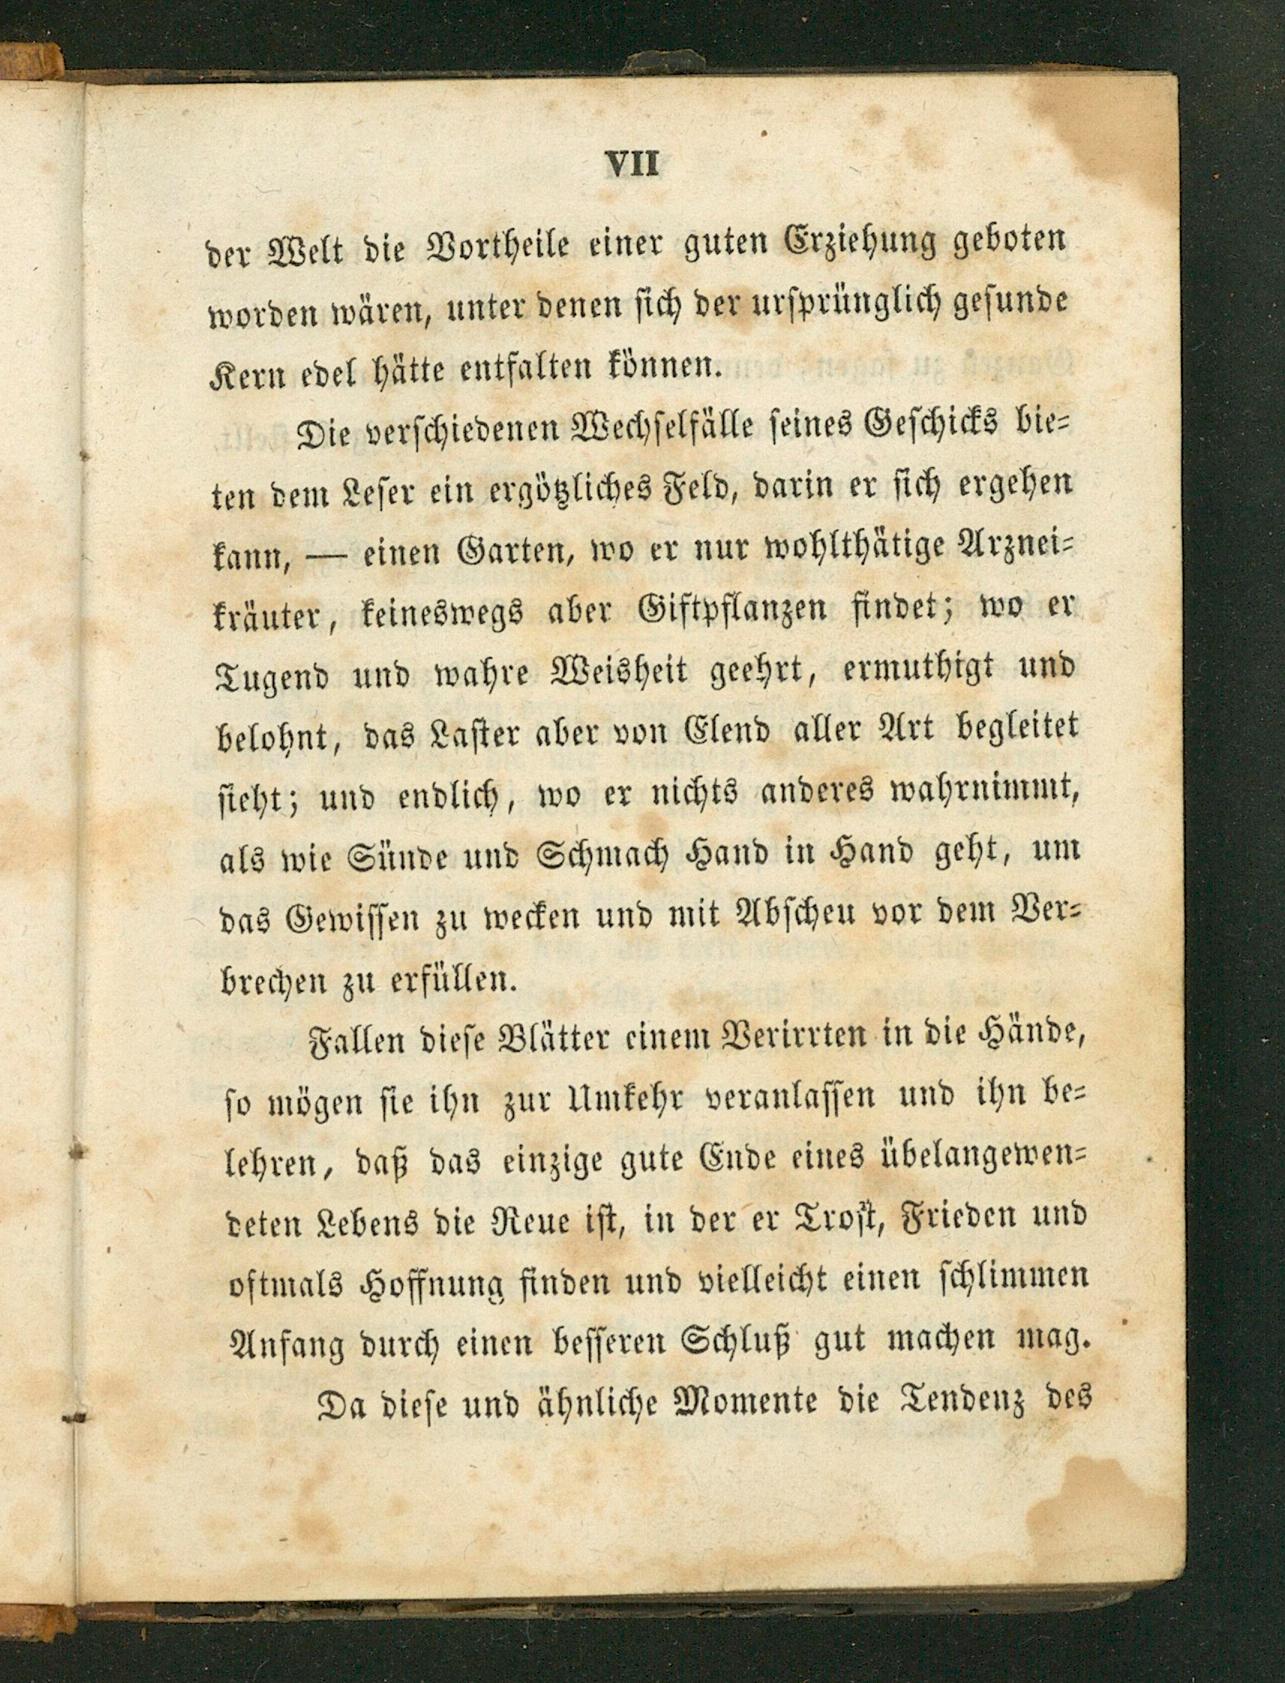 VII
der Welt die Vortheile einer guten Erziehung geboten
worden wären, unter denen sich der ursprünglich gesunde
Kern edel hätte entfalten können.
Die verschiedenen Wechselfälle seines Geschicks bie⸗
ten dem Leser ein ergötzliches Feld, darin er sich ergehen
kann, — einen Garten, wo er nur wohlthätige Arznei⸗
kräuter, keineswegs aber Giftpflanzen findet; wo er
Tugend und wahre Weisheit geehrt, ermuthigt und
belohnt, das Laster aber von Elend aller Art begleitet
sieht; und endlich, wo er nichts anderes wahrnimmt,
als wie Sünde und Schmach Hand in Hand geht, um
das Gewissen zu wecken und mit Abscheu vor dem Ver⸗
brechen zu erfüllen.
Fallen diese Blätter einem Verirrten in die Hände,
so mögen sie ihn zur Umkehr veranlassen und ihn be⸗
lehren, daß das einzige gute Ende eines übelangewen⸗
deten Lebens die Reue ist, in der er Trost, Frieden und
oftmals Hoffnung finden und vielleicht einen schlimmen
Anfang durch einen besseren Schluß gut machen mag.
Da diese und ähnliche Momente die Tendenz des